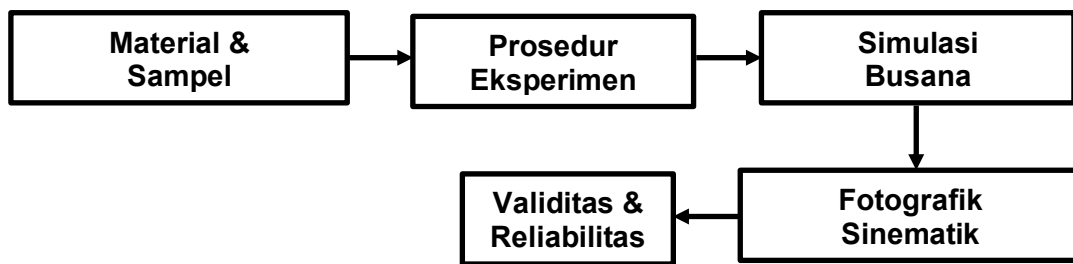 Material &
Sampel
Prosedur
Eksperimen
Simulasi
Busana
Fotografik
Sinematik
Validitas &
Reliabilitas